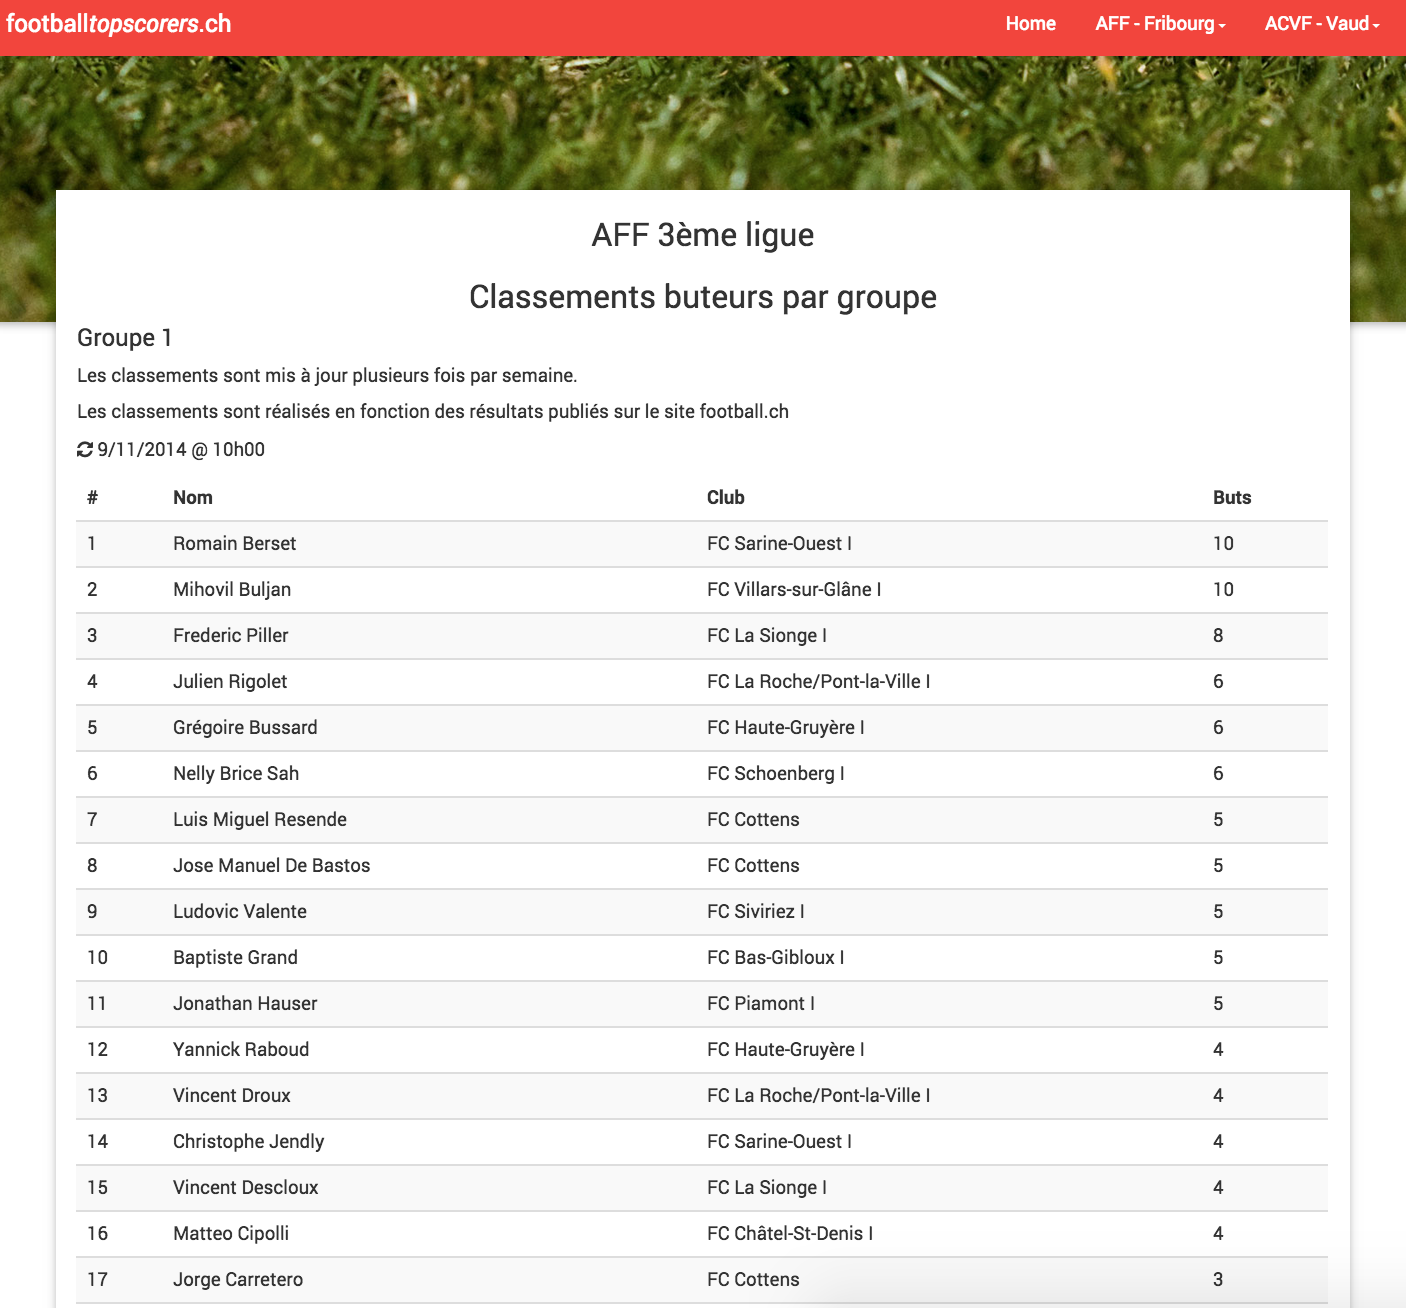 footballtopscorers.ch Home AFF - Fribourg ACVF - Vaud
AFF 3ème ligue
Classements buteurs par groupe
Groupe 1
Les classements sont mis à jour plusieurs fois par semaine.
Les classements sont réalisés en fonction des résultats publiés sur le site football.ch
9/11/2014 @ 10h00
# Nom Club Buts
1 Romain Berset FC Sarine-Ouest I 10
2 Mihovil Buljan FC Villars-sur-Glâne I 10
3 Frederic Piller FC La Sionge I 8
4 Julien Rigolet FC La Roche/Pont-la-Ville I 6
5 Grégoire Bussard FC Haute-Gruyère I 6
6 Nelly Brice Sah FC Schoenberg I 6
7 Luis Miguel Resende FC Cottens 5
8 Jose Manuel De Bastos FC Cottens 5
9 Ludovic Valente FC Siviriez I 5
10 Baptiste Grand FC Bas-Gibloux I 5
11 Jonathan Hauser FC Piamont I 5
12 Yannick Raboud FC Haute-Gruyère I 4
13 Vincent Droux FC La Roche/Pont-la-Ville I 4
14 Christophe Jendly FC Sarine-Ouest I 4
15 Vincent Descloux FC La Sionge I 4
16 Matteo Cipolli FC Châtel-St-Denis I 4
17 Jorge Carretero FC Cottens 3